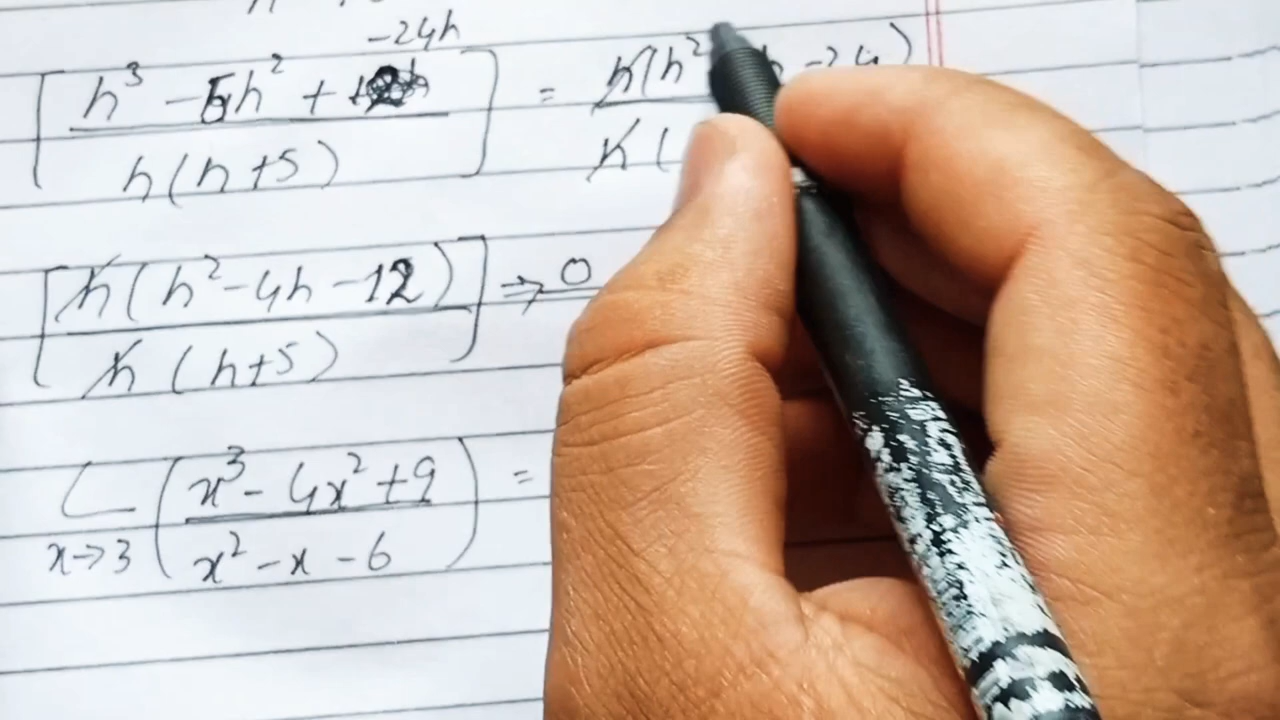 -24h
[h³ - 5h² + ] = h(h² h - 24)
h(h+5) h(
[h(h² - 4h - 12)] ⇒ 0
h(h+5)
L (x³ - 4x² + 9) =
x→3 x² - x - 6